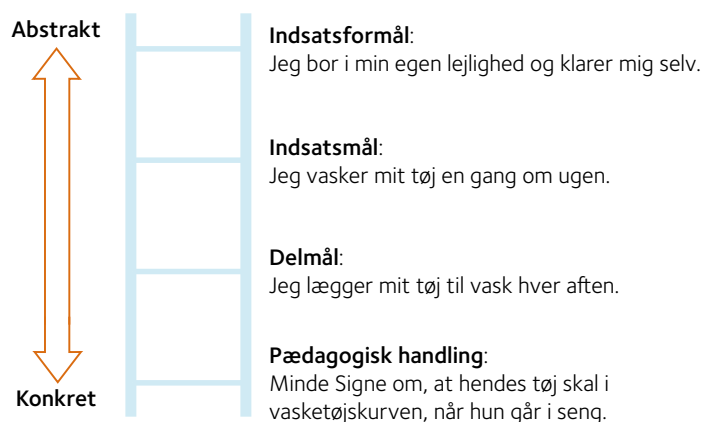 Abstrakt
Indsatsformål:
Jeg bor i min egen lejlighed og klarer mig selv.
Indsatsmål:
Jeg vasker mit tøj en gang om ugen.
Delmål:
Jeg lægger mit tøj til vask hver aften.
Pædagogisk handling:
Minde Signe om, at hendes tøj skal i
vasketøjskurven, når hun går i seng.
Konkret